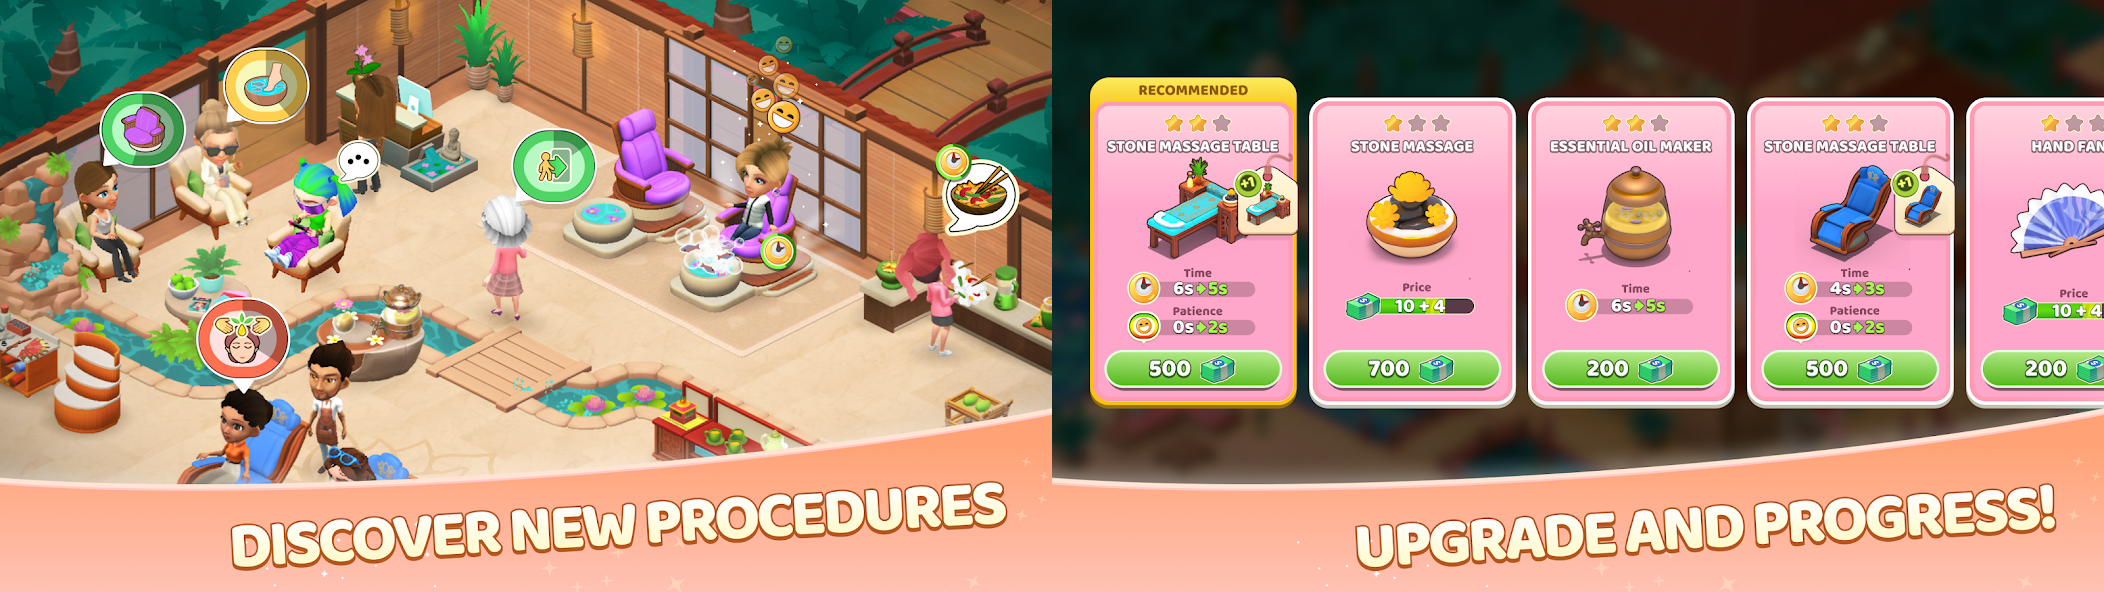 DISCOVER NEW PROCEDURES
RECOMMENDED
STONE MASSAGE TABLE
Time
6s 5s
Patience
0s 2s
500
STONE MASSAGE
Price
10 + 4
700
ESSENTIAL OIL MAKER
Time
6s 5s
200
STONE MASSAGE TABLE
Time
4s 3s
Patience
0s 2s
500
HAND FAN
Price
10 + 4
200
+1
+1
UPGRADE AND PROGRESS!